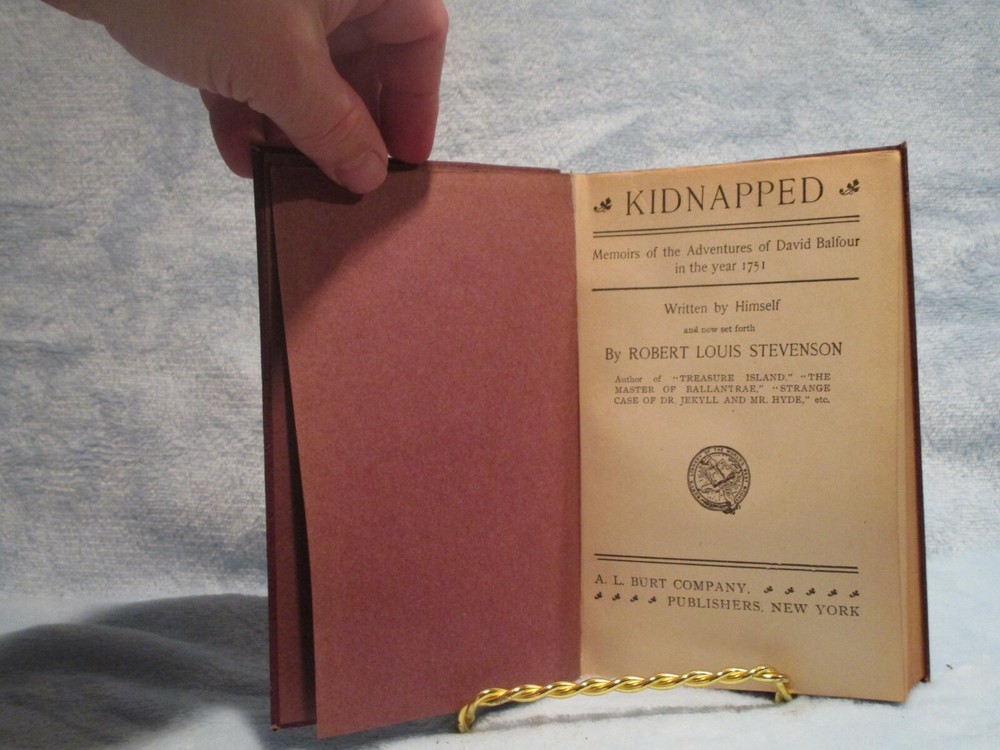 KIDNAPPED
Memoirs of the Adventures of David Balfour
in the year 1751
Written by Himself
and now set forth
By ROBERT LOUIS STEVENSON
Author of "TREASURE ISLAND," "THE
MASTER OF BALLANTRAE," "STRANGE
CASE OF DR. JEKYLL AND MR. HYDE," etc.
A. L. BURT COMPANY,
PUBLISHERS, NEW YORK